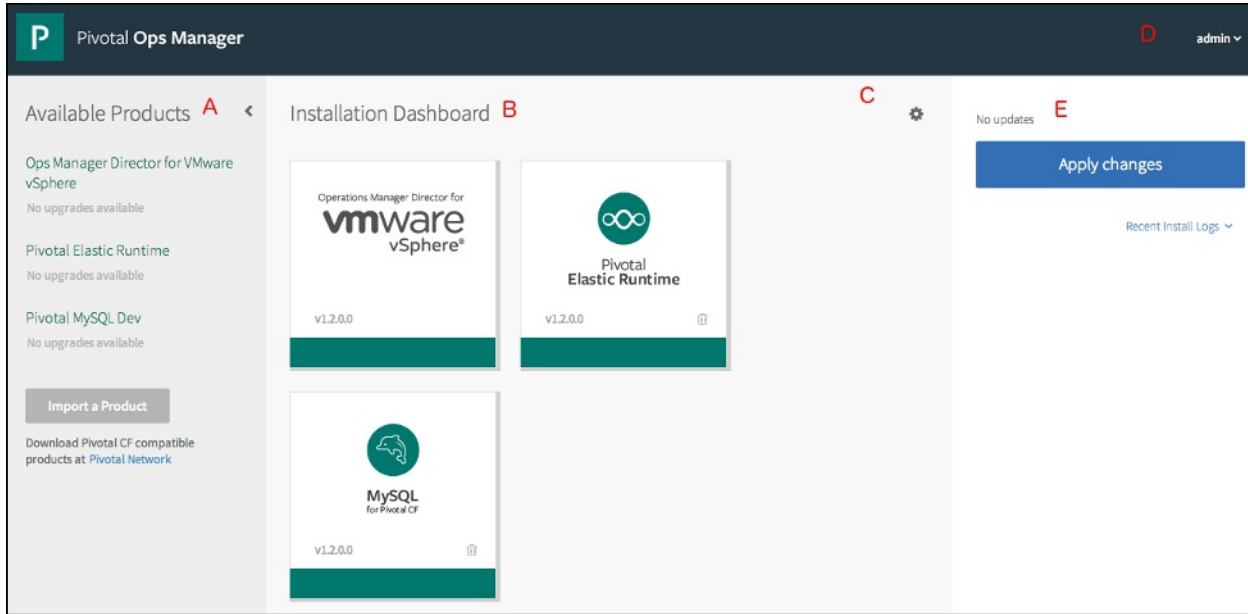 P
Pivotal Ops Manager
D
admin
Available Products A
Ops Manager Director for VMware
vSphere
No upgrades available
Pivotal Elastic Runtime
No upgrades available
Pivotal MySQL Dev
No upgrades available
Import a Product
Download Pivotal CF compatible
products at Pivotal Network
Installation Dashboard B
C
Operations Manager Director for
vmware
vSphere®
v1.2.0.0
Pivotal
Elastic Runtime
v1.2.0.0
MySQL
for Pivotal CF
v1.2.0.0
No updates E
Apply changes
Recent Install Logs